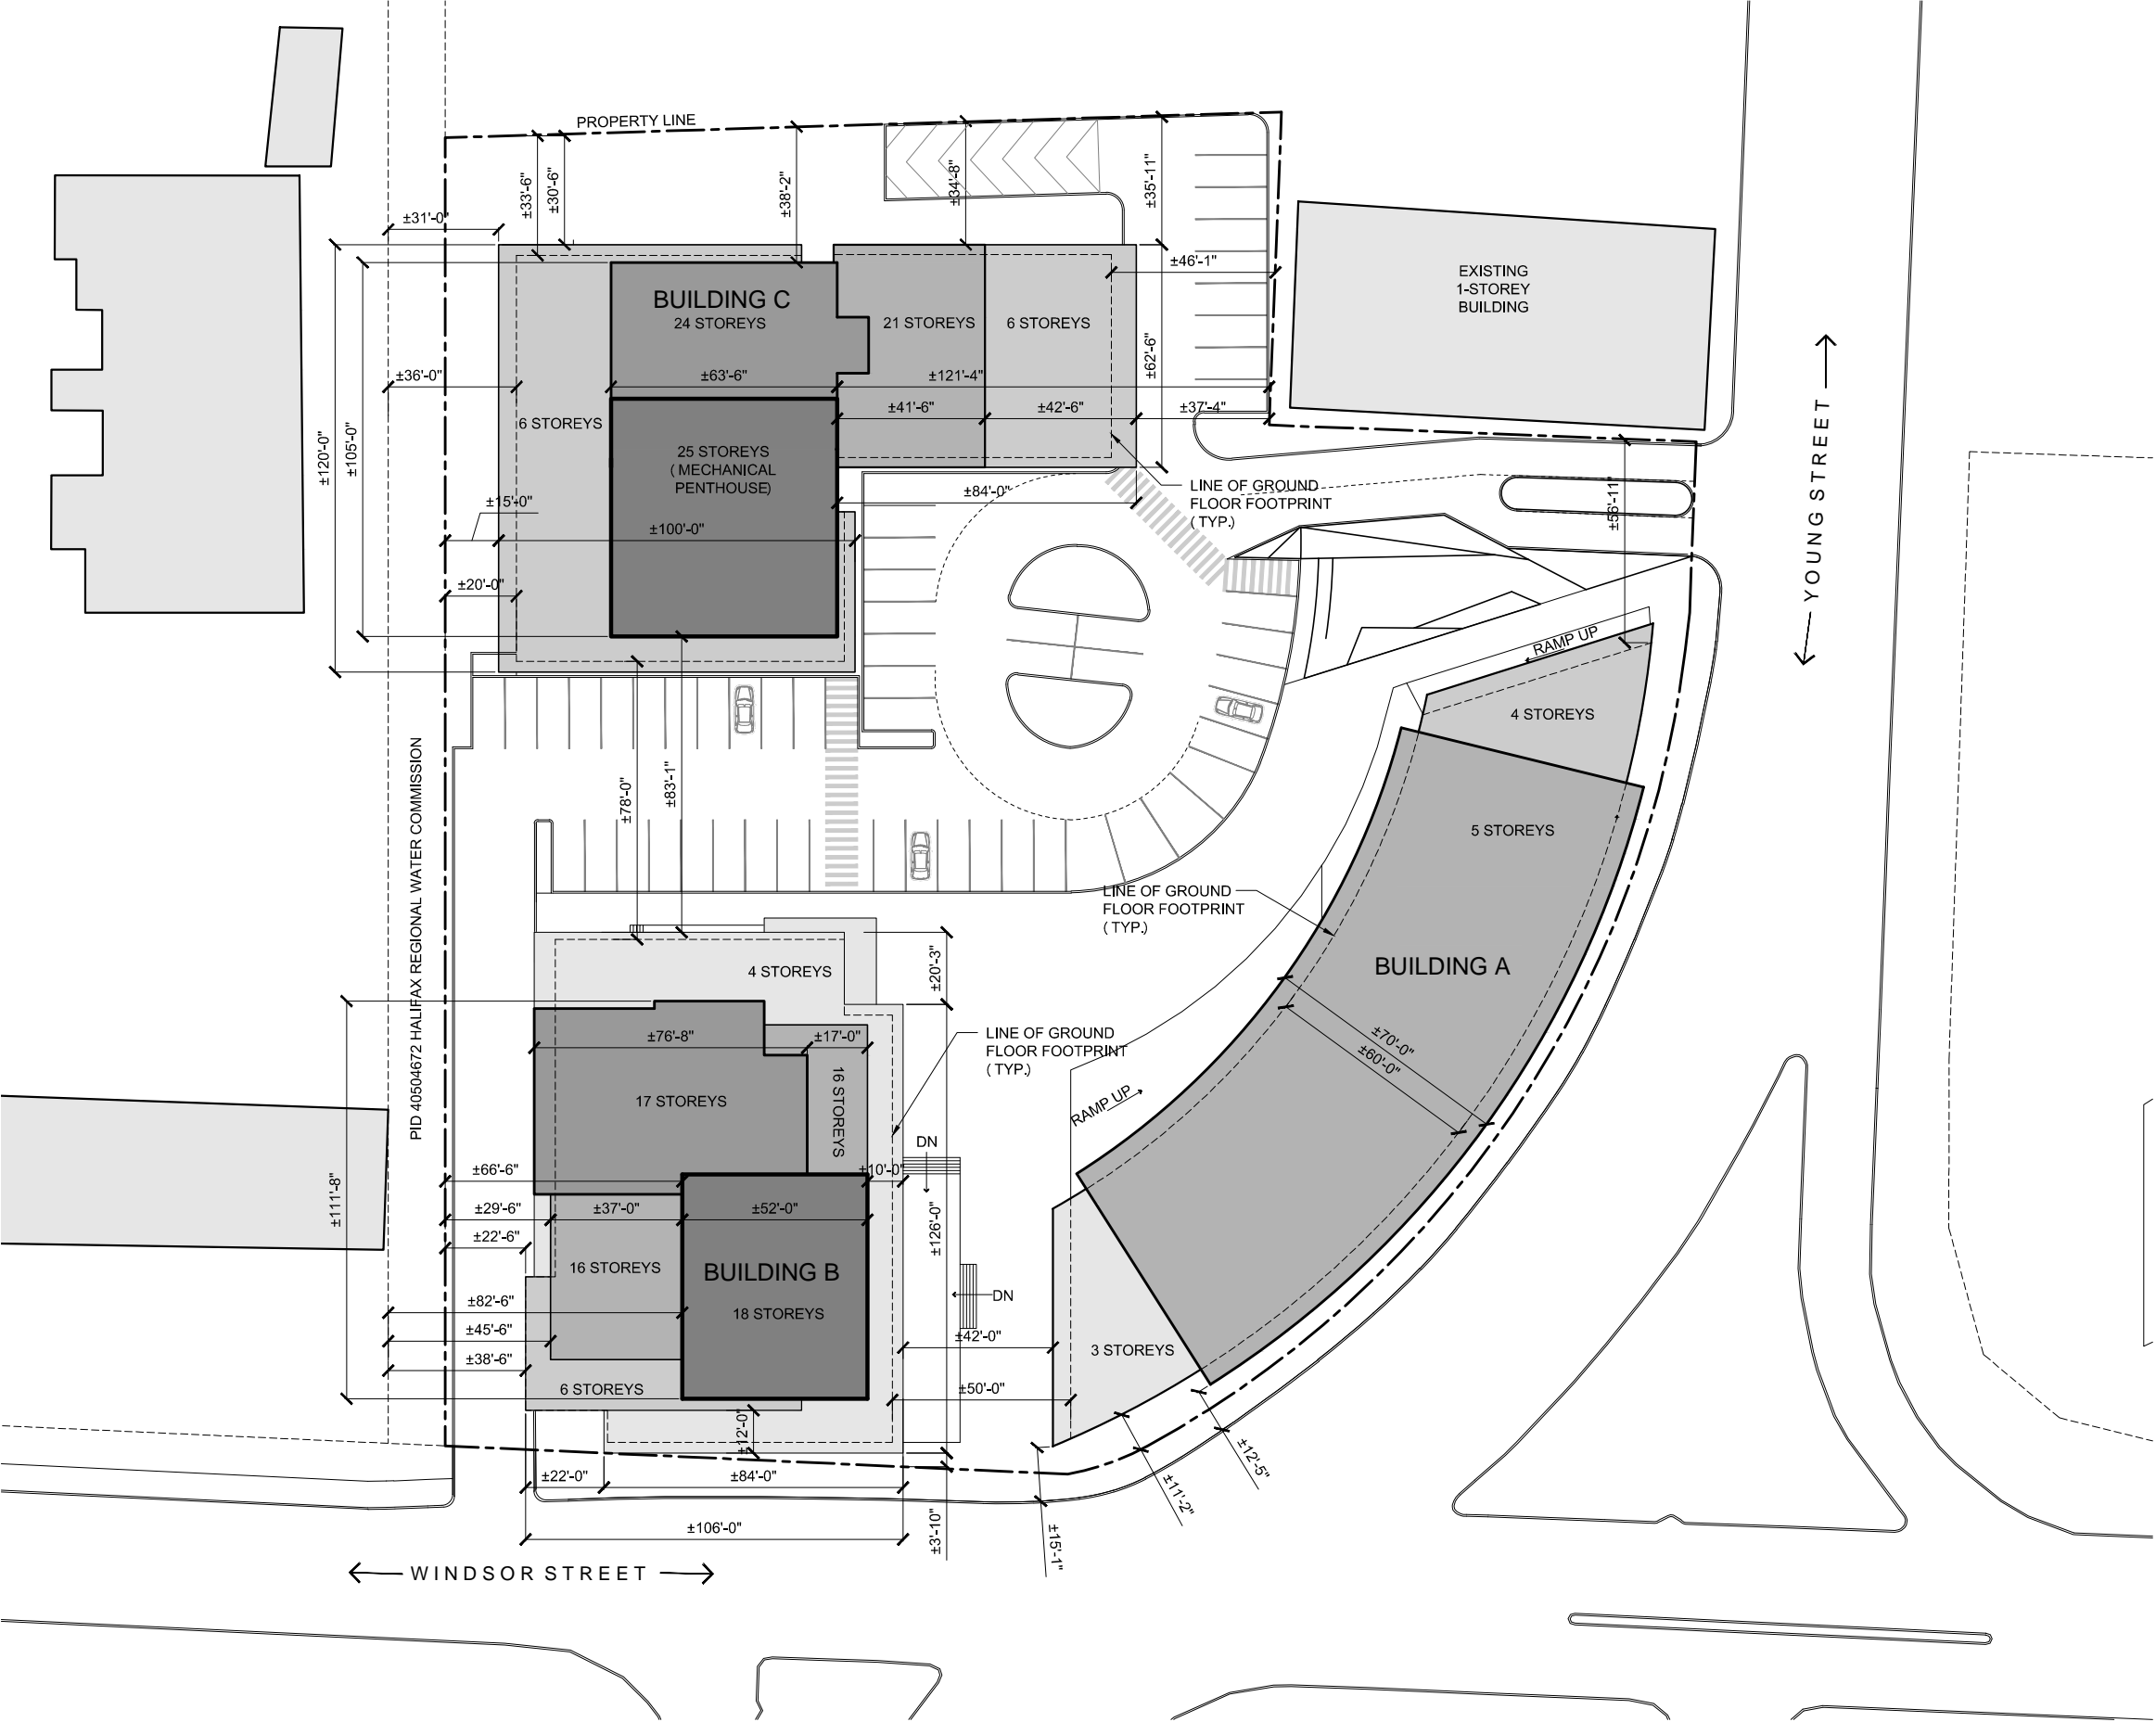 PROPERTY LINE
±33'-6"
±30'-6"
±38'-2"
±34'-8"
±35'-11"
±31'-0"
±46'-1"
EXISTING
1-STOREY
BUILDING
BUILDING C
24 STOREYS
21 STOREYS
6 STOREYS
±62'-6"
±36'-0"
±63'-6"
±121'-4"
±41'-6"
±42'-6"
±37'-4"
6 STOREYS
±120'-0"
±105'-0"
25 STOREYS
( MECHANICAL
PENTHOUSE)
±15'-0"
±84'-0"
LINE OF GROUND
FLOOR FOOTPRINT
( TYP.)
±56'-11"
YOUNG STREET
±100'-0"
±20'-0"
RAMP UP
4 STOREYS
PID 40504672 HALIFAX REGIONAL WATER COMMISSION
±78'-0"
±83'-1"
5 STOREYS
LINE OF GROUND
FLOOR FOOTPRINT
( TYP.)
BUILDING A
4 STOREYS
±20'-3"
±76'-8"
±17'-0"
LINE OF GROUND
FLOOR FOOTPRINT
( TYP.)
±70'-0"
±60'-0"
17 STOREYS
16 STOREYS
RAMP UP
DN
±111'-8"
±66'-6"
±10'-0"
±29'-6"
±37'-0"
±52'-0"
±126'-0"
±22'-6"
16 STOREYS
BUILDING B
18 STOREYS
DN
±82'-6"
±45'-6"
±38'-6"
±42'-0"
3 STOREYS
6 STOREYS
±50'-0"
±12'-0"
±12'-5"
±11'-2"
±22'-0"
±84'-0"
±106'-0"
±3'-10"
±15'-1"
WINDSOR STREET